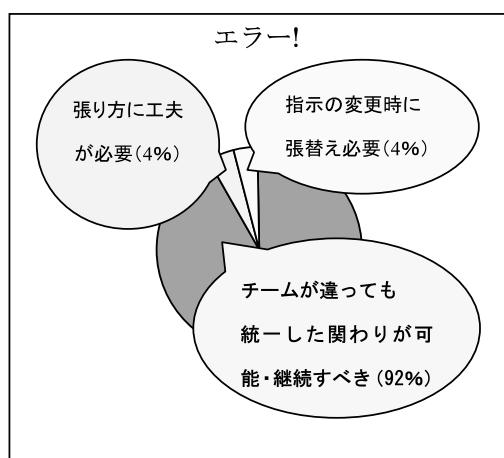 エラー!
張り方に工夫
が必要(4%)
指示の変更時に
張替え必要(4%)
チームが違っても
統一した関わりが可
能・継続すべき(92%)